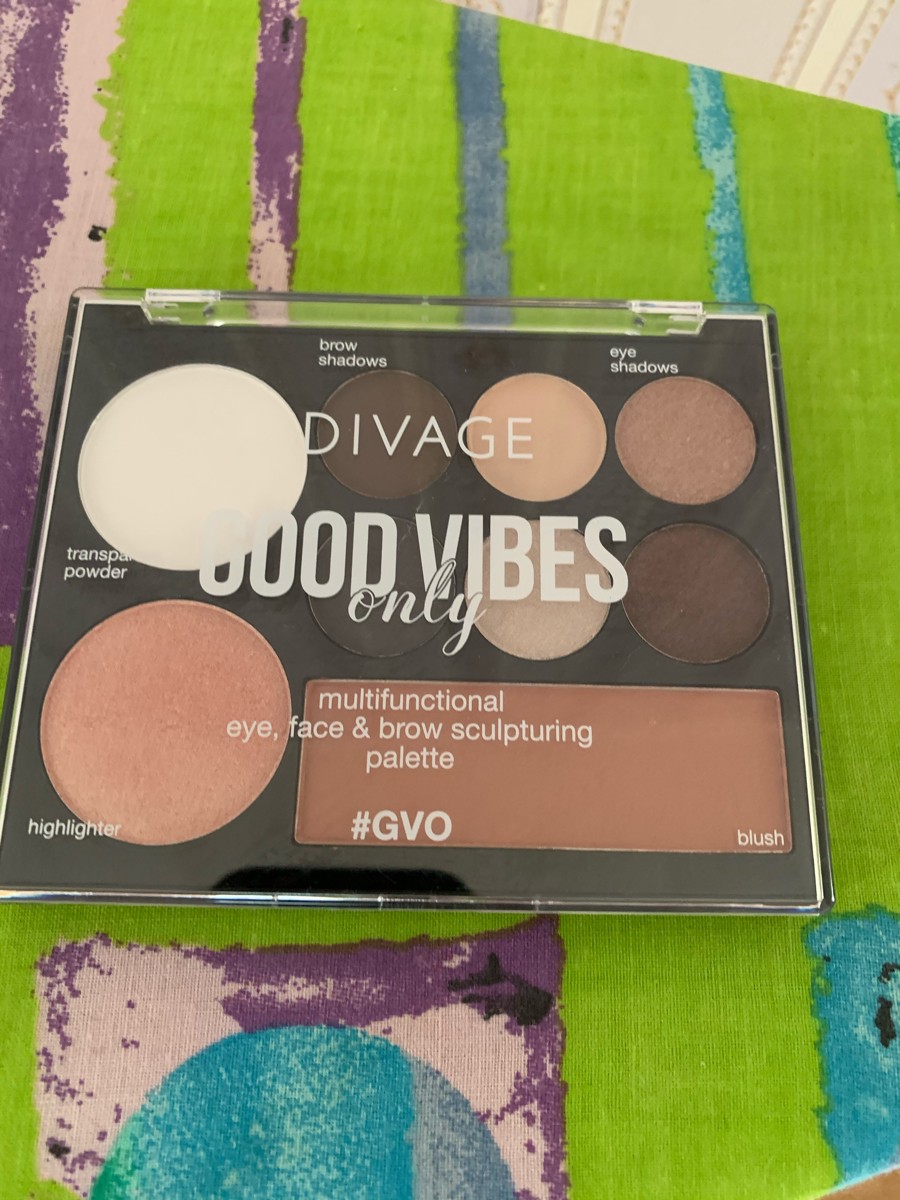 brow
shadows
eye
shadows
DIVAGE
GOOD VIBES
only
powder
multifunctional
eye, face & brow sculpturing
palette
highlighter
#GVO
blush